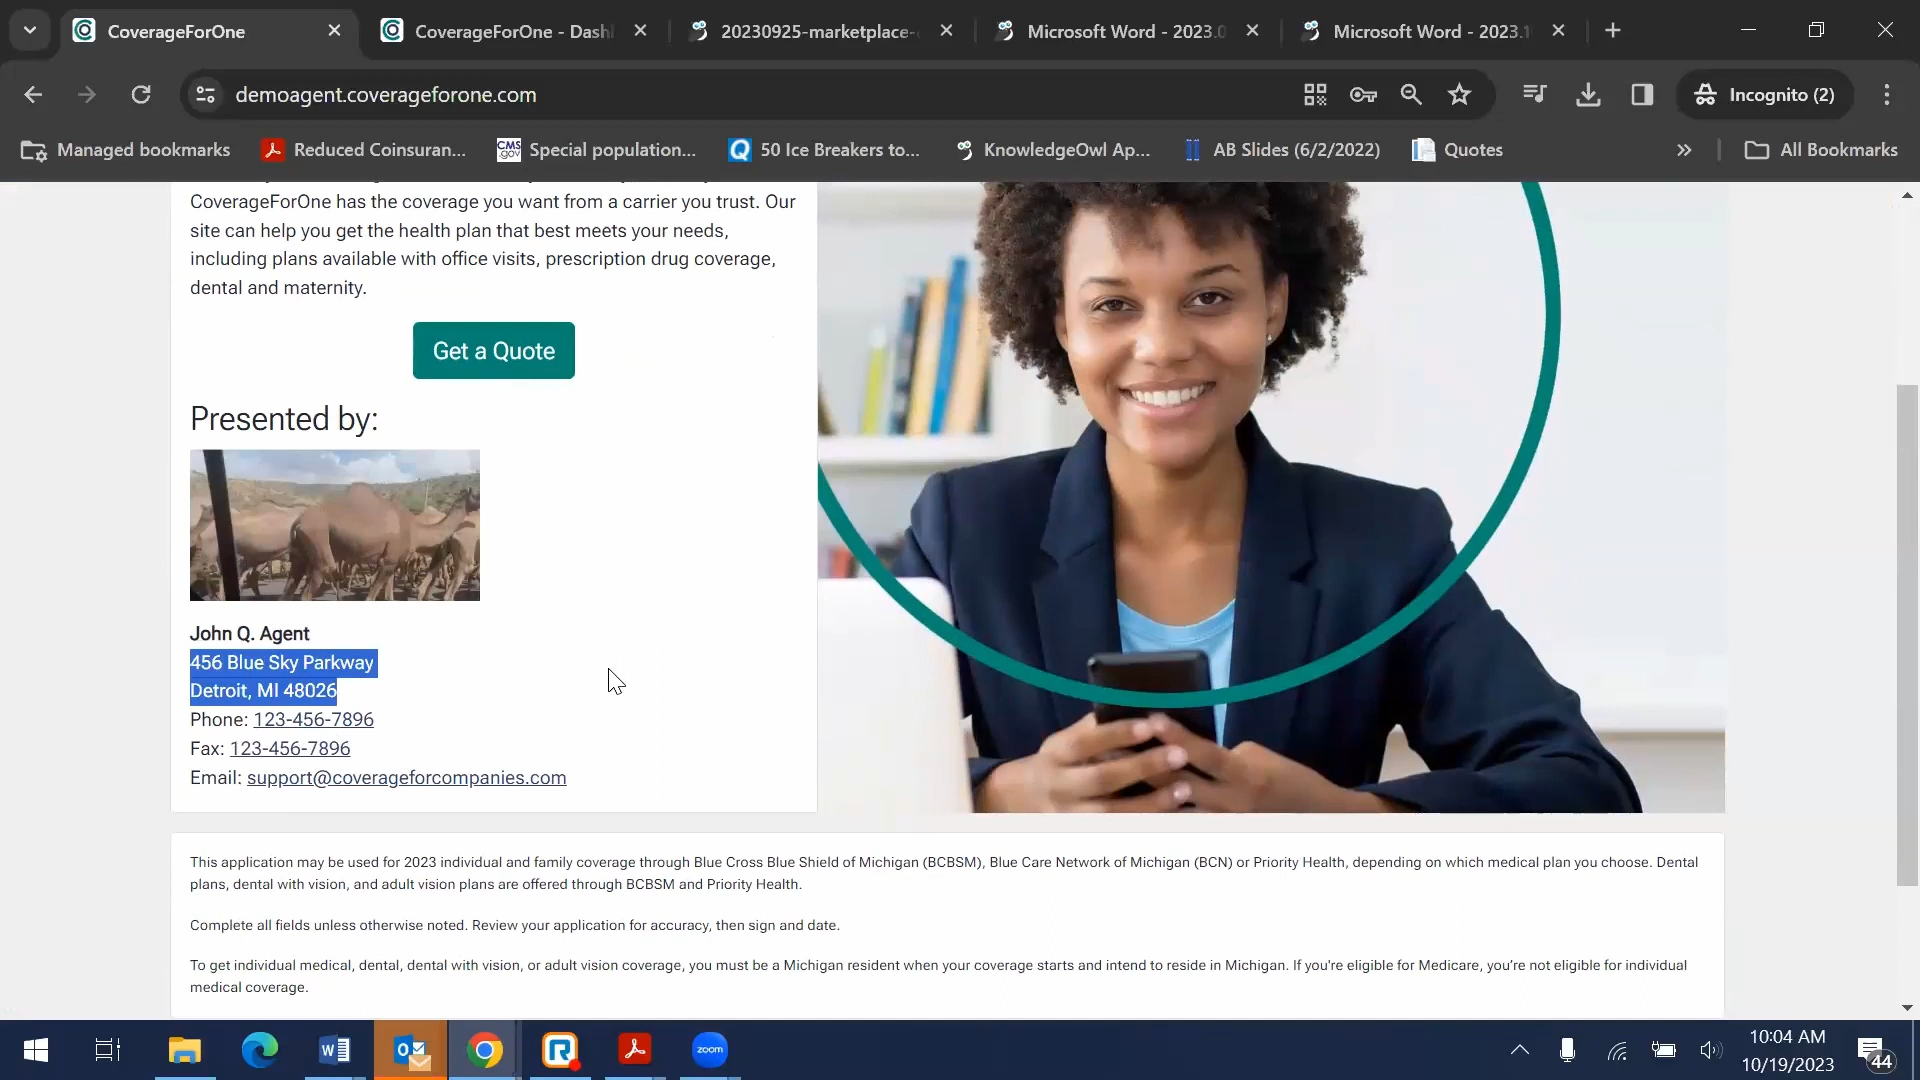 CoverageForOne
CoverageForOne - Dash
20230925-marketplace-
Microsoft Word - 2023.0
Microsoft Word - 2023.1
demoagent.coverageforone.com
Incognito (2)
Managed bookmarks
Reduced Coinsuran...
CMS.gov
Special population...
50 Ice Breakers to...
KnowledgeOwl Ap...
AB Slides (6/2/2022)
Quotes
All Bookmarks
CoverageForOne has the coverage you want from a carrier you trust. Our
site can help you get the health plan that best meets your needs,
including plans available with office visits, prescription drug coverage,
dental and maternity.
Get a Quote
Presented by:
John Q. Agent
456 Blue Sky Parkway
Detroit, MI 48026
Phone: 123-456-7896
Fax: 123-456-7896
Email: support@coverageforcompanies.com
This application may be used for 2023 individual and family coverage through Blue Cross Blue Shield of Michigan (BCBSM), Blue Care Network of Michigan (BCN) or Priority Health, depending on which medical plan you choose. Dental
plans, dental with vision, and adult vision plans are offered through BCBSM and Priority Health.
Complete all fields unless otherwise noted. Review your application for accuracy, then sign and date.
To get individual medical, dental, dental with vision, or adult vision coverage, you must be a Michigan resident when your coverage starts and intend to reside in Michigan. If you're eligible for Medicare, you're not eligible for individual
medical coverage.
zoom
10:04 AM
10/19/2023
44